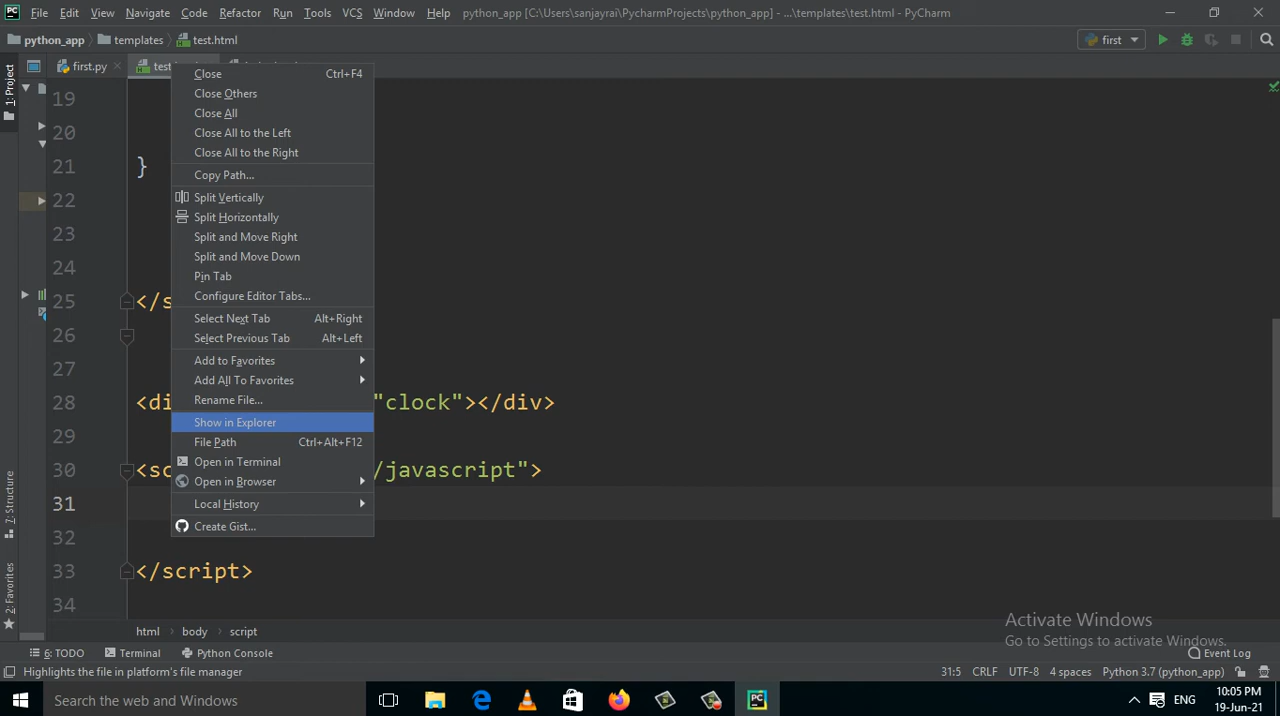 File Edit View Navigate Code Refactor Run Tools VCS Window Help python_app [C:\Users\sanjayrai\PycharmProjects\python_app] - ...\templates\test.html - PyCharm
python_app templates test.html first
1: Project
first.py
Close Ctrl+F4
Close Others
Close All
Close All to the Left
Close All to the Right
Copy Path...
Split Vertically
Split Horizontally
Split and Move Right
Split and Move Down
Pin Tab
Configure Editor Tabs...
Select Next Tab Alt+Right
Select Previous Tab Alt+Left
Add to Favorites
Add All To Favorites
Rename File...
Show in Explorer
File Path Ctrl+Alt+F12
Open in Terminal
Open in Browser
Local History
Create Gist...
19
20
21 }
22
23
24
25 </s
26
27
28 <di "clock"></div>
29
30 <sc /javascript">
31
32
33 </script>
34
7: Structure
2: Favorites
html body script
Activate Windows
Go to Settings to activate Windows.
6: TODO Terminal Python Console Event Log
Highlights the file in platform's file manager 31:5 CRLF UTF-8 4 spaces Python 3.7 (python_app)
Search the web and Windows ENG 10:05 PM
19-Jun-21